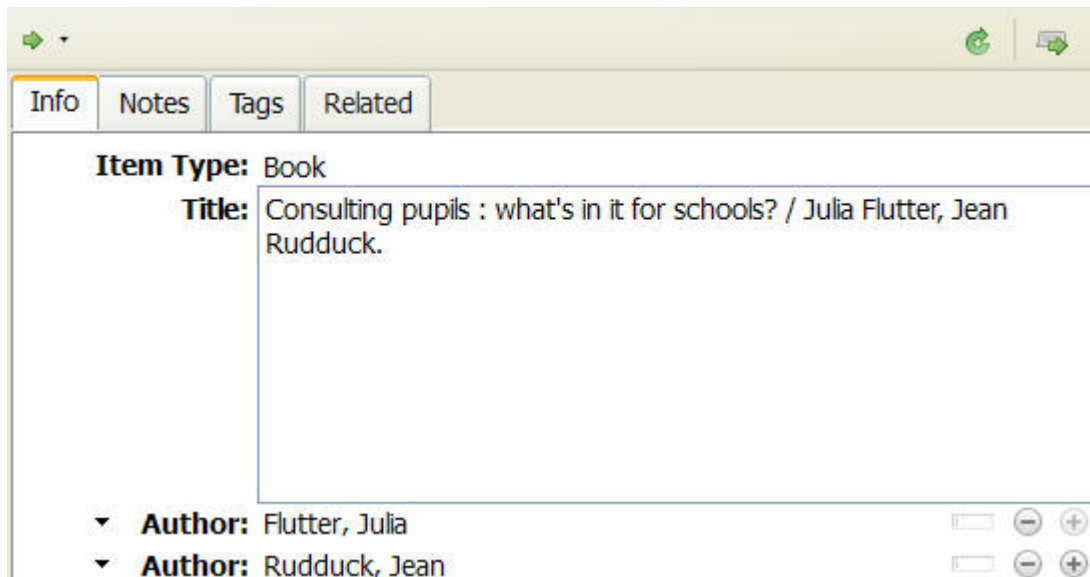 Info Notes Tags Related
Item Type: Book
Title: Consulting pupils : what's in it for schools? / Julia Flutter, Jean
Rudduck.
Author: Flutter, Julia
Author: Rudduck, Jean